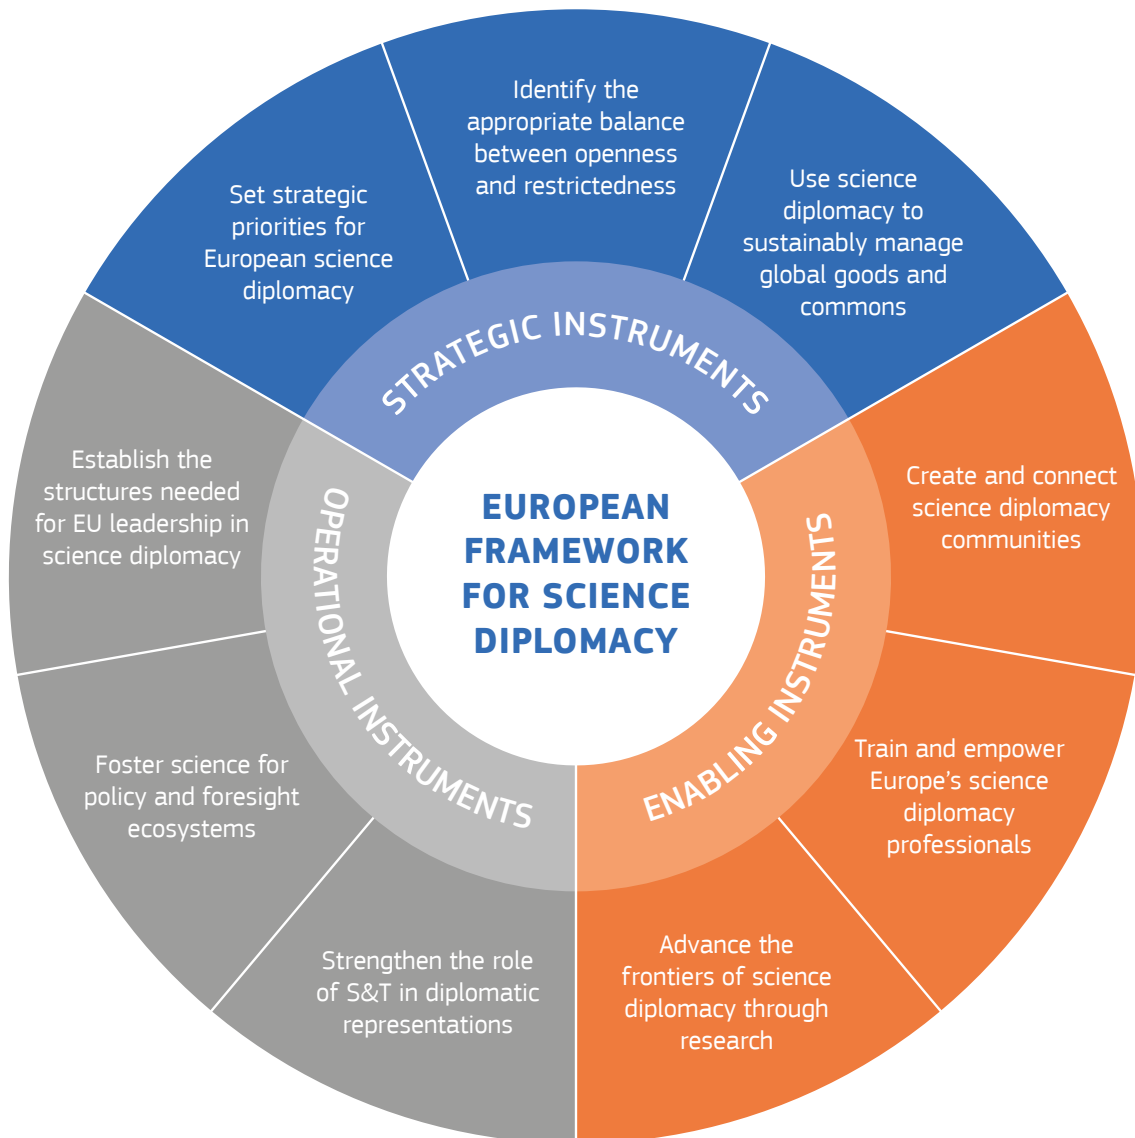 EUROPEAN
FRAMEWORK
FOR SCIENCE
DIPLOMACY
STRATEGIC INSTRUMENTS
Set strategic
priorities for
European science
diplomacy
Identify the
appropriate balance
between openness
and restrictedness
Use science
diplomacy to
sustainably manage
global goods and
commons
ENABLING INSTRUMENTS
Create and connect
science diplomacy
communities
Train and empower
Europe's science
diplomacy
professionals
Advance the
frontiers of science
diplomacy through
research
OPERATIONAL INSTRUMENTS
Strengthen the role
of S&T in diplomatic
representations
Foster science for
policy and foresight
ecosystems
Establish the
structures needed
for EU leadership in
science diplomacy